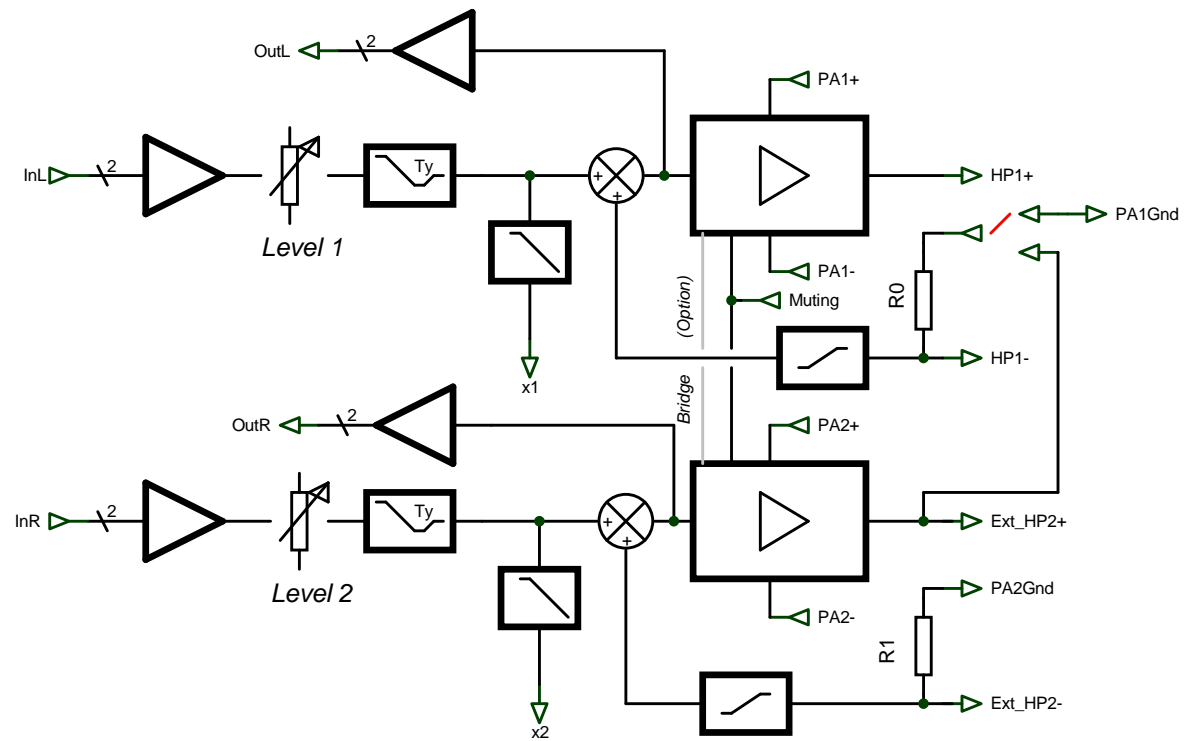 OutL
2
PA1+
InL
2
Ty
+
+
HP1+
PA1Gnd
Level 1
PA1-
(Option)
Muting
R0
HP1-
x1
Bridge
OutR
2
PA2+
InR
2
Ty
+
+
Ext_HP2+
Level 2
PA2-
PA2Gnd
R1
Ext_HP2-
x2